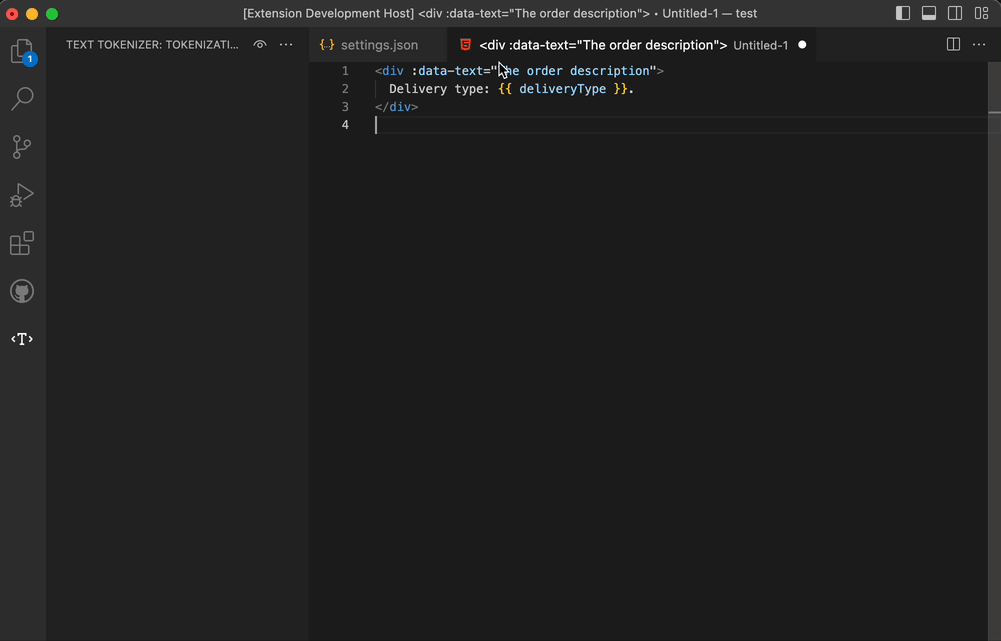 [Extension Development Host] <div :data-text="The order description"> • Untitled-1 — test
TEXT TOKENIZER: TOKENIZATI...
{..} settings.json
<div :data-text="The order description"> Untitled-1
1
<T>
1 <div :data-text="The order description">
2 Delivery type: {{ deliveryType }}.
3 </div>
4